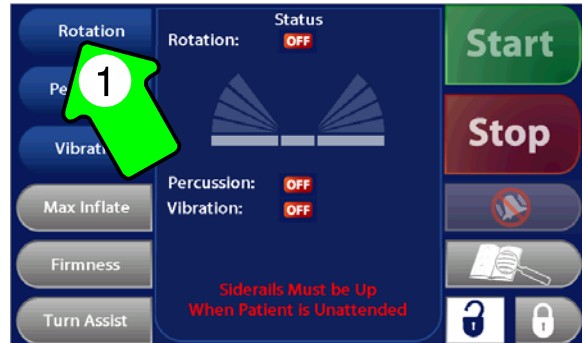 Rotation
1
Vibrati
Max Inflate
Firmness
Turn Assist
Status
Rotation: OFF
Percussion: OFF
Vibration: OFF
Siderails Must be Up
When Patient is Unattended
Start
Stop